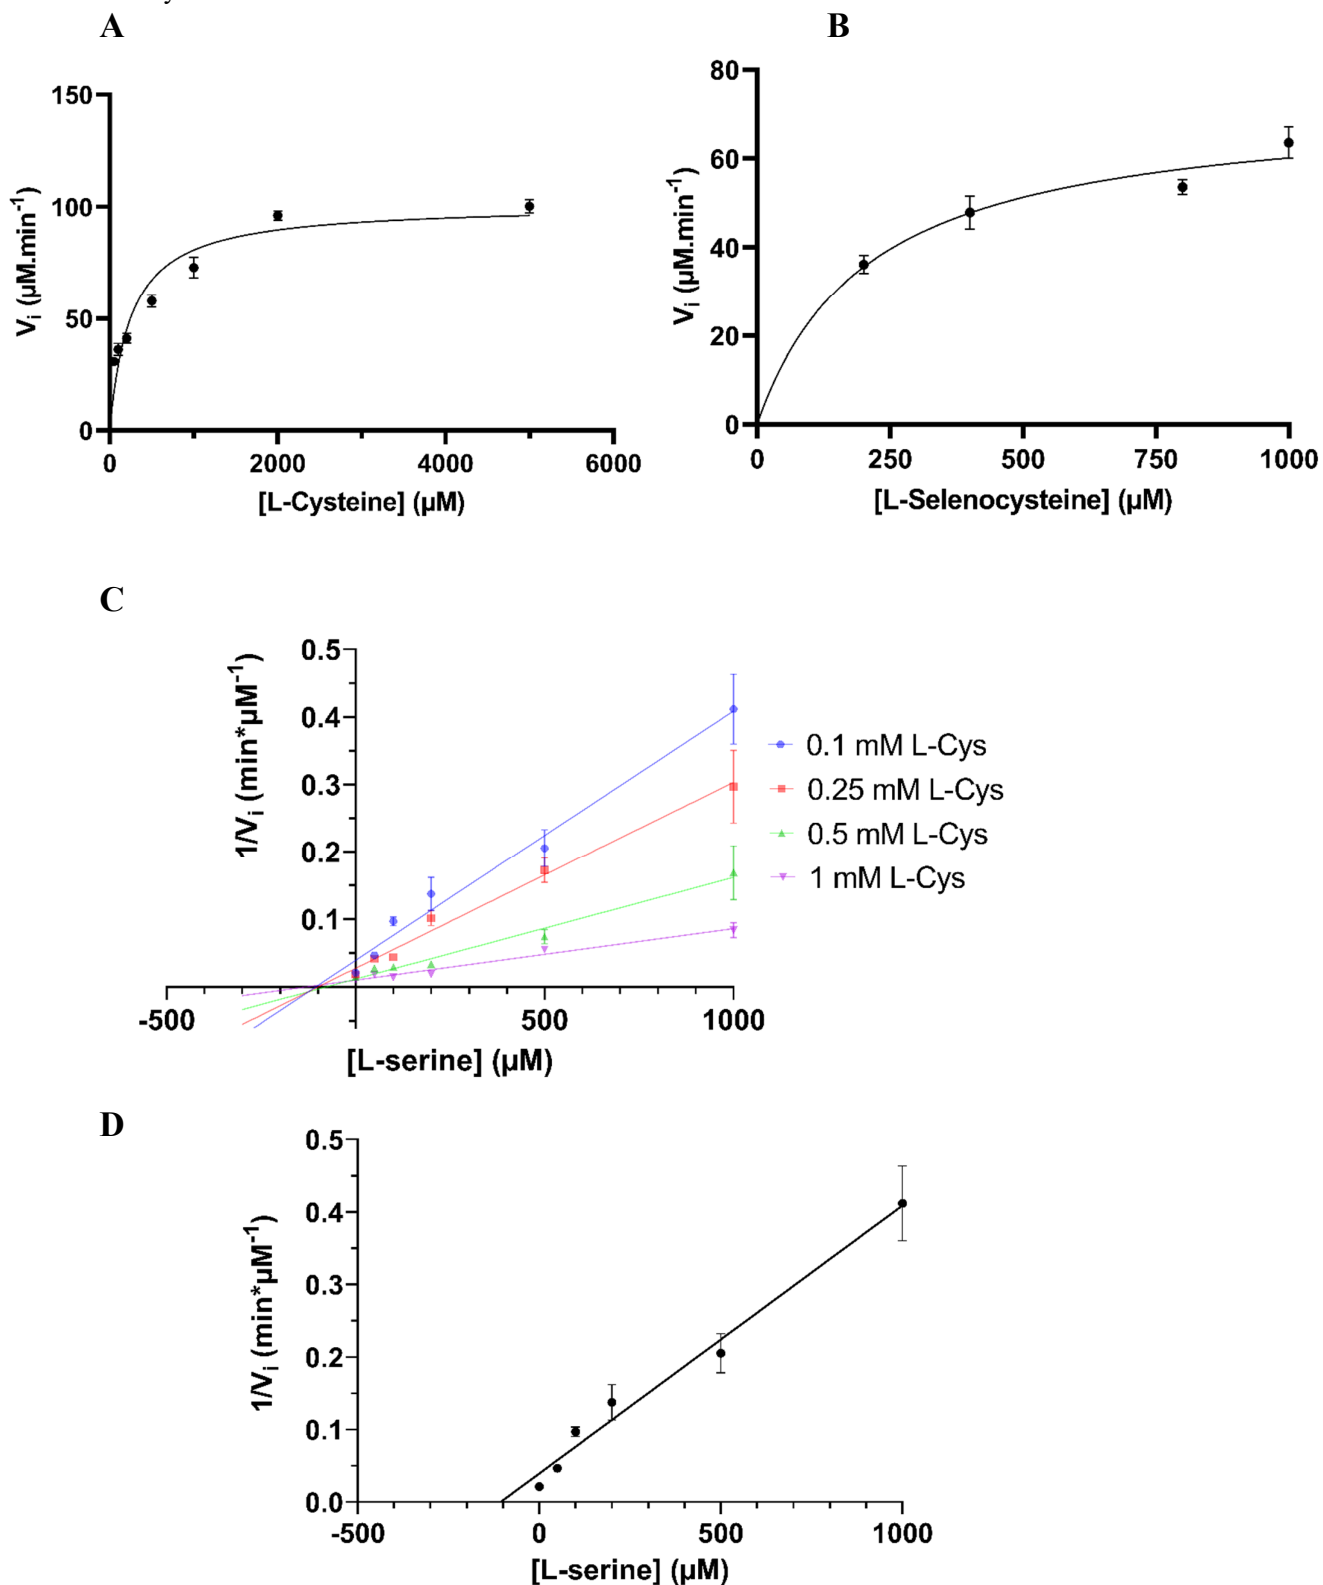 A
B
150
100
50
0
0
2000
4000
6000
Vi (µM.min-1)
[L-Cysteine] (µM)
80
60
40
20
0
0
250
500
750
1000
Vi (µM.min-1)
[L-Selenocysteine] (µM)
C
0.5
0.4
0.3
0.2
0.1
-500
500
1000
1/Vi (min*µM-1)
[L-serine] (µM)
0.1 mM L-Cys
0.25 mM L-Cys
0.5 mM L-Cys
1 mM L-Cys
D
0.5
0.4
0.3
0.2
0.1
0.0
-500
0
500
1000
1/Vi (min*µM-1)
[L-serine] (µM)